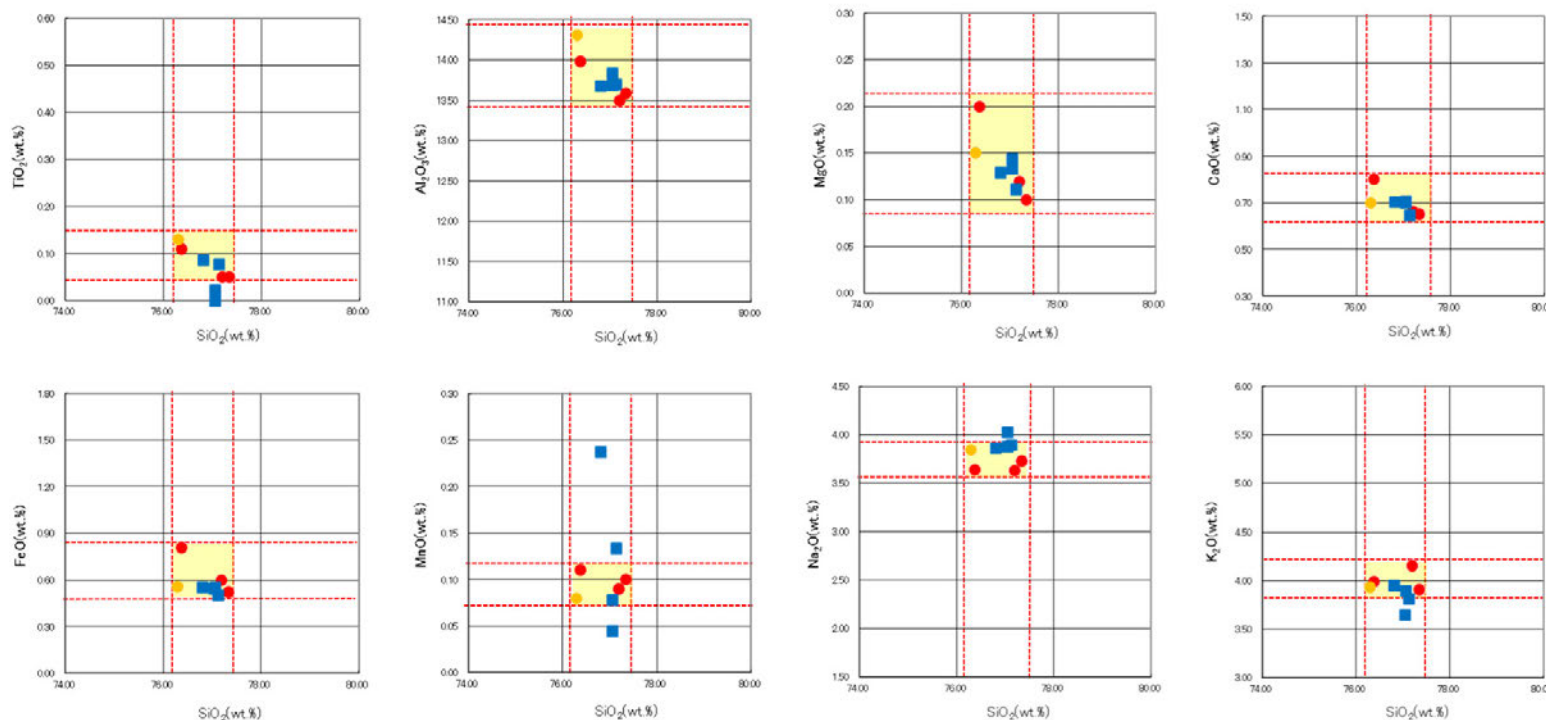 TiO2(wt.%)
0.60
0.50
0.40
0.30
0.20
0.10
0.00
74.00 76.00 78.00 80.00
SiO2(wt.%)
Al2O3(wt.%)
14.50
14.00
13.50
13.00
12.50
12.00
11.50
11.00
74.00 76.00 78.00 80.00
SiO2(wt.%)
MgO(wt.%)
0.30
0.25
0.20
0.15
0.10
0.05
0.00
74.00 76.00 78.00 80.00
SiO2(wt.%)
CaO(wt.%)
1.50
1.30
1.10
0.90
0.70
0.50
0.30
74.00 76.00 78.00 80.0
SiO2(wt.%)
FeO(wt.%)
1.80
1.50
1.20
0.90
0.60
0.30
0.00
74.00 76.00 78.00 80.00
SiO2(wt.%)
MnO(wt.%)
0.30
0.25
0.20
0.15
0.10
0.05
0.00
74.00 76.00 78.00 80.00
SiO2(wt.%)
Na2O(wt.%)
4.50
4.00
3.50
3.00
2.50
2.00
1.50
74.00 76.00 78.00 80.00
SiO2(wt.%)
K2O(wt.%)
6.00
5.50
5.00
4.50
4.00
3.50
3.00
74.00 76.00 78.00 80.00
SiO2(wt.%)